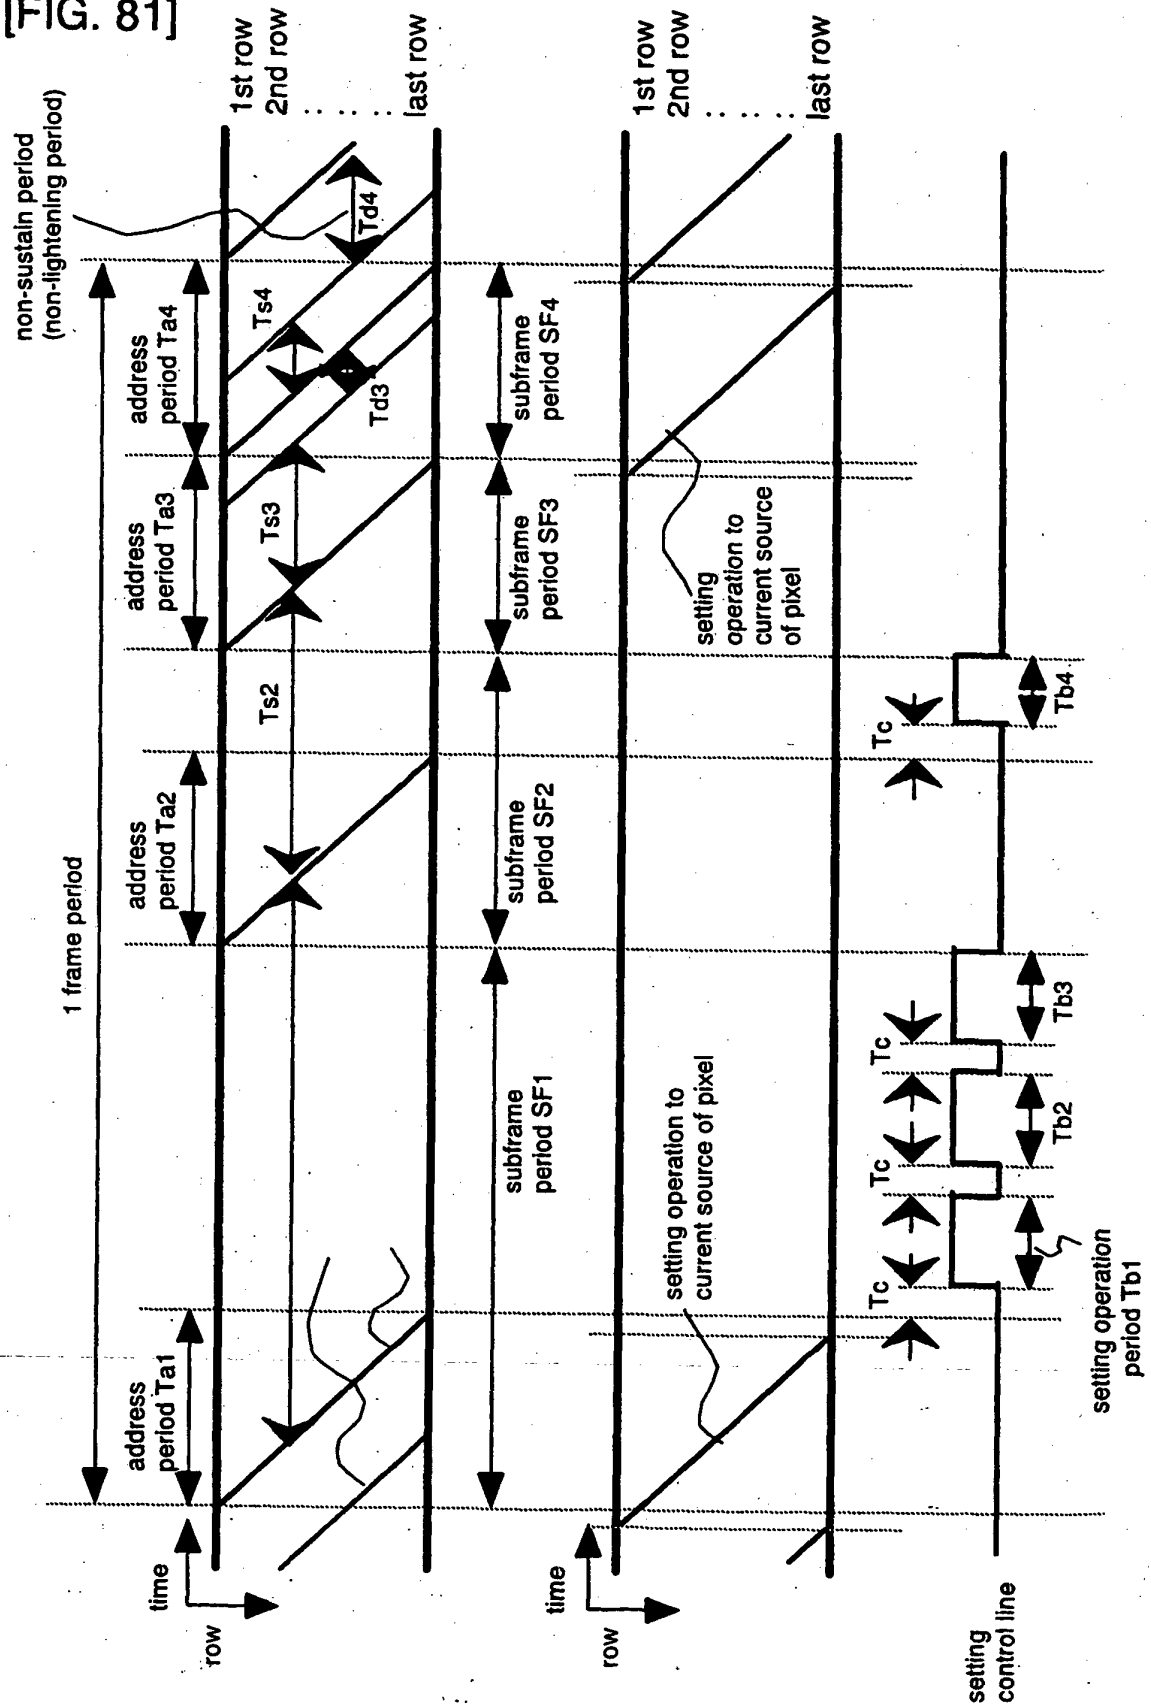 [FIG. 81]
1 frame period
non-sustain period
(non-lightening period)
address
period Ta1
address
period Ta2
address
period Ta3
address
period Ta4
time
row
1st row
2nd row
. . . .
last row
Ts2
Ts3
Ts4
Td3
Td4
subframe
period SF1
subframe
period SF2
subframe
period SF3
subframe
period SF4
time
row
1st row
2nd row
. . . .
last row
setting operation to
current source of pixel
setting
operation to
current source
of pixel
setting
control line
Tc
Tc
Tc
Tc
setting operation
period Tb1
Tb2
Tb3
Tb4